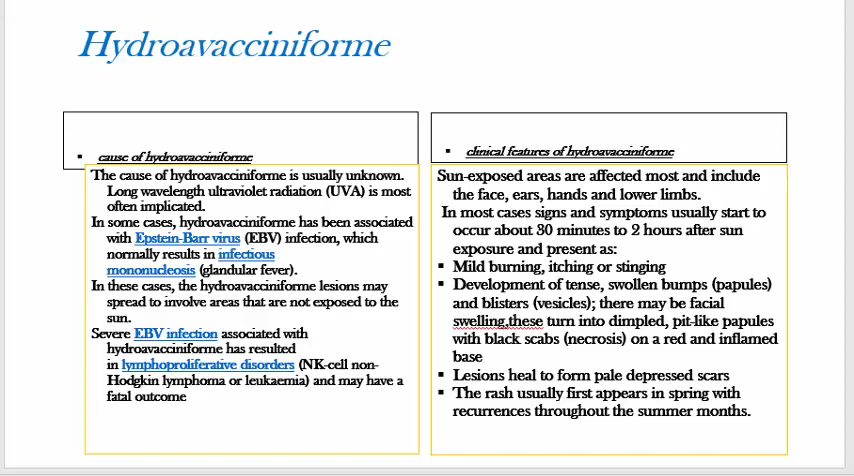 Hydroavacciniforme
▪ cause of hydroavacciniforme
The cause of hydroavacciniforme is usually unknown.
Long wavelength ultraviolet radiation (UVA) is most
often implicated.
In some cases, hydroavacciniforme has been associated
with Epstein-Barr virus (EBV) infection, which
normally results in infectious
mononucleosis (glandular fever).
In these cases, the hydroavacciniforme lesions may
spread to involve areas that are not exposed to the
sun.
Severe EBV infection associated with
hydroavacciniforme has resulted
in lymphoproliferative disorders (NK-cell non-
Hodgkin lymphoma or leukaemia) and may have a
fatal outcome
▪ clinical features of hydroavacciniforme
Sun-exposed areas are affected most and include
the face, ears, hands and lower limbs.
In most cases signs and symptoms usually start to
occur about 30 minutes to 2 hours after sun
exposure and present as:
▪ Mild burning, itching or stinging
▪ Development of tense, swollen bumps (papules)
and blisters (vesicles); there may be facial
swelling,these turn into dimpled, pit-like papules
with black scabs (necrosis) on a red and inflamed
base
▪ Lesions heal to form pale depressed scars
▪ The rash usually first appears in spring with
recurrences throughout the summer months.